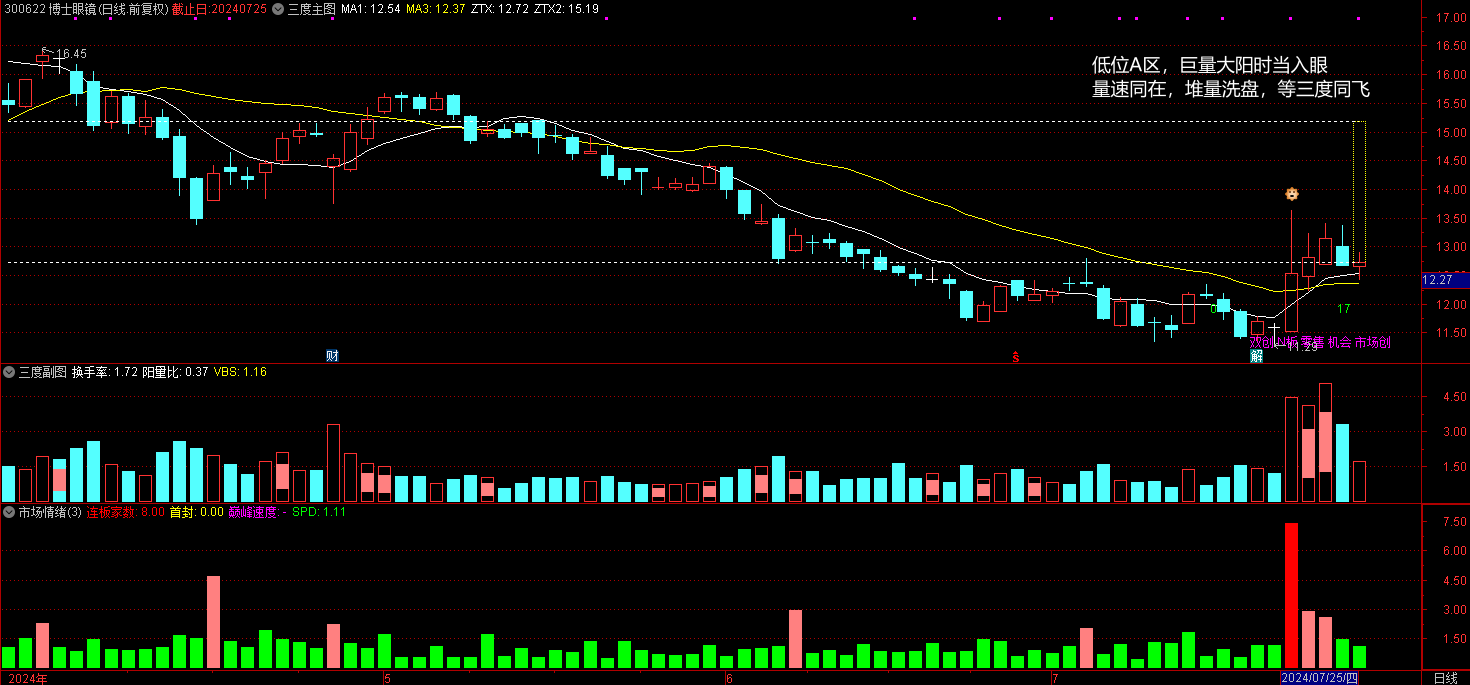 300622 博士眼镜(日线.前复权) 截止日:20240725 三度主图 MA1: 12.54 MA3: 12.37 ZTX: 12.72 ZTX2: 15.19
17.00
16.50
16.45
低位A区，巨量大阳时当入眼
16.00
量速同在，堆量洗盘，等三度同飞
15.50
15.00
14.50
14.00
13.50
13.00
12.27
12.00
0
17
11.50
双创 零售 机会 市场创
11.29
财
解
三度副图 换手率: 1.72 阳量比: 0.37 VBS: 1.16
4.50
3.00
1.50
市场情绪(3) 连板家数: 8.00 首封: 0.00 巅峰速度: - SPD: 1.11
7.50
6.00
4.50
3.00
1.50
2024年 5 6 7 2024/07/25/四 日线